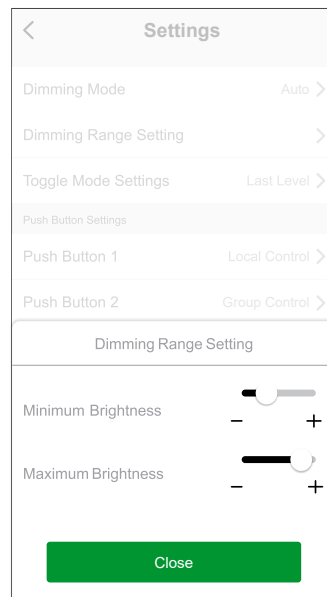 Settings
Dimming Mode Auto
Dimming Range Setting
Toggle Mode Settings Last Level
Push Button Settings
Push Button 1 Local Control
Push Button 2 Group Control
Dimming Range Setting
Minimum Brightness
- +
Maximum Brightness
- +
Close